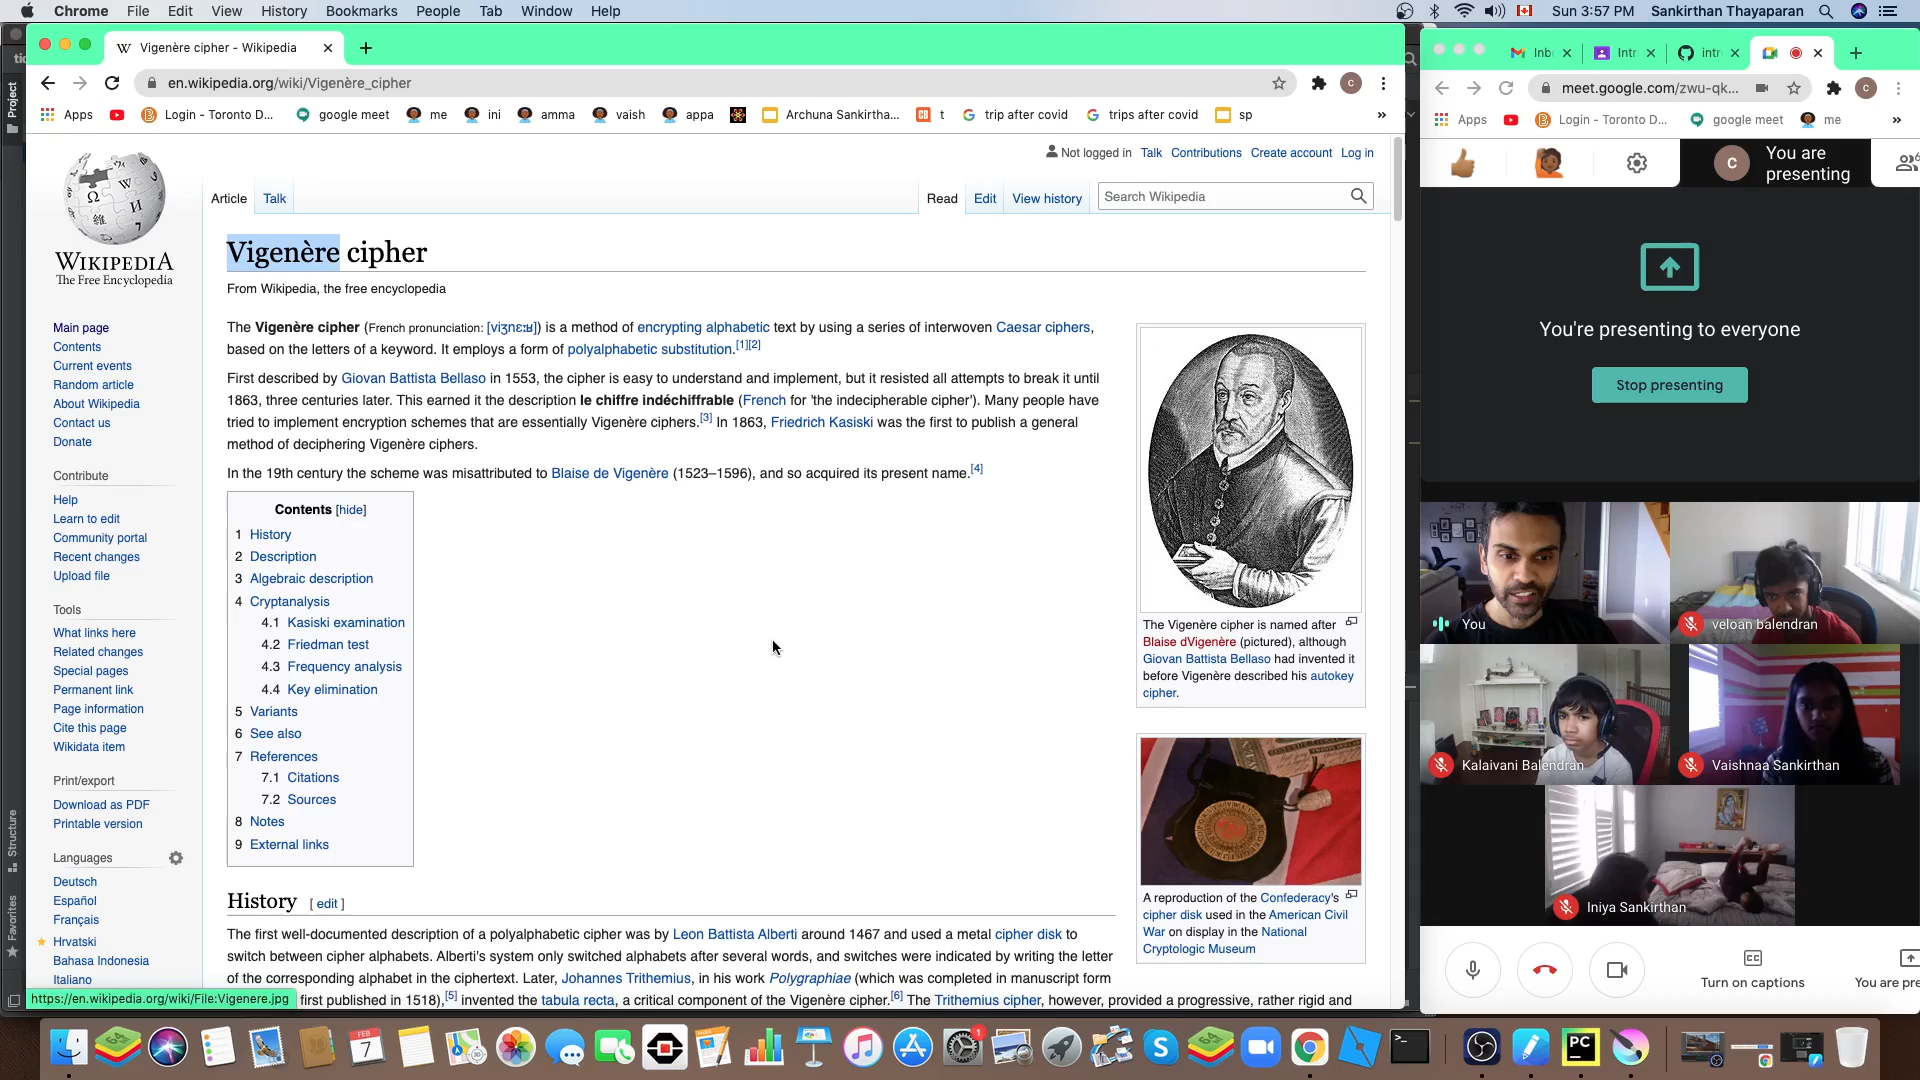 Chrome File Edit View History Bookmarks People Tab Window Help
Sun 3:57 PM Sankirthan Thayaparan
Vigenère cipher - Wikipedia
en.wikipedia.org/wiki/Vigenère_cipher
Apps Login - Toronto D... google meet me ini amma vaish appa Archuna Sankirtha... t trip after covid trips after covid sp »
Project
Structure
Favorites
WIKIPEDIA
The Free Encyclopedia
Main page
Contents
Current events
Random article
About Wikipedia
Contact us
Donate
Contribute
Help
Learn to edit
Community portal
Recent changes
Upload file
Tools
What links here
Related changes
Special pages
Permanent link
Page information
Cite this page
Wikidata item
Print/export
Download as PDF
Printable version
Languages
Deutsch
Español
Français
Hrvatski
Bahasa Indonesia
Italiano
https://en.wikipedia.org/wiki/File:Vigenere.jpg
Not logged in Talk Contributions Create account Log in
Article Talk Read Edit View history Search Wikipedia
Vigenère cipher
From Wikipedia, the free encyclopedia
The Vigenère cipher (French pronunciation: [viʒnɛːʁ]) is a method of encrypting alphabetic text by using a series of interwoven Caesar ciphers,
based on the letters of a keyword. It employs a form of polyalphabetic substitution.[1][2]
First described by Giovan Battista Bellaso in 1553, the cipher is easy to understand and implement, but it resisted all attempts to break it until
1863, three centuries later. This earned it the description le chiffre indéchiffrable (French for 'the indecipherable cipher'). Many people have
tried to implement encryption schemes that are essentially Vigenère ciphers.[3] In 1863, Friedrich Kasiski was the first to publish a general
method of deciphering Vigenère ciphers.
In the 19th century the scheme was misattributed to Blaise de Vigenère (1523–1596), and so acquired its present name.[4]
Contents [hide]
1 History
2 Description
3 Algebraic description
4 Cryptanalysis
4.1 Kasiski examination
4.2 Friedman test
4.3 Frequency analysis
4.4 Key elimination
5 Variants
6 See also
7 References
7.1 Citations
7.2 Sources
8 Notes
9 External links
The Vigenère cipher is named after
Blaise dVigenère (pictured), although
Giovan Battista Bellaso had invented it
before Vigenère described his autokey
cipher.
A reproduction of the Confederacy's
cipher disk used in the American Civil
War on display in the National
Cryptologic Museum
History [ edit ]
The first well-documented description of a polyalphabetic cipher was by Leon Battista Alberti around 1467 and used a metal cipher disk to
switch between cipher alphabets. Alberti's system only switched alphabets after several words, and switches were indicated by writing the letter
of the corresponding alphabet in the ciphertext. Later, Johannes Trithemius, in his work Polygraphiae (which was completed in manuscript form
first published in 1518),[5] invented the tabula recta, a critical component of the Vigenère cipher.[6] The Trithemius cipher, however, provided a progressive, rather rigid and
Inb Intr intr
meet.google.com/zwu-qk...
Apps Login - Toronto D... google meet me »
C You are
presenting
You're presenting to everyone
Stop presenting
You
veloan balendran
Kalaivani Balendran
Vaishnaa Sankirthan
Iniya Sankirthan
Turn on captions
You are pre
FEB
7
1
PC